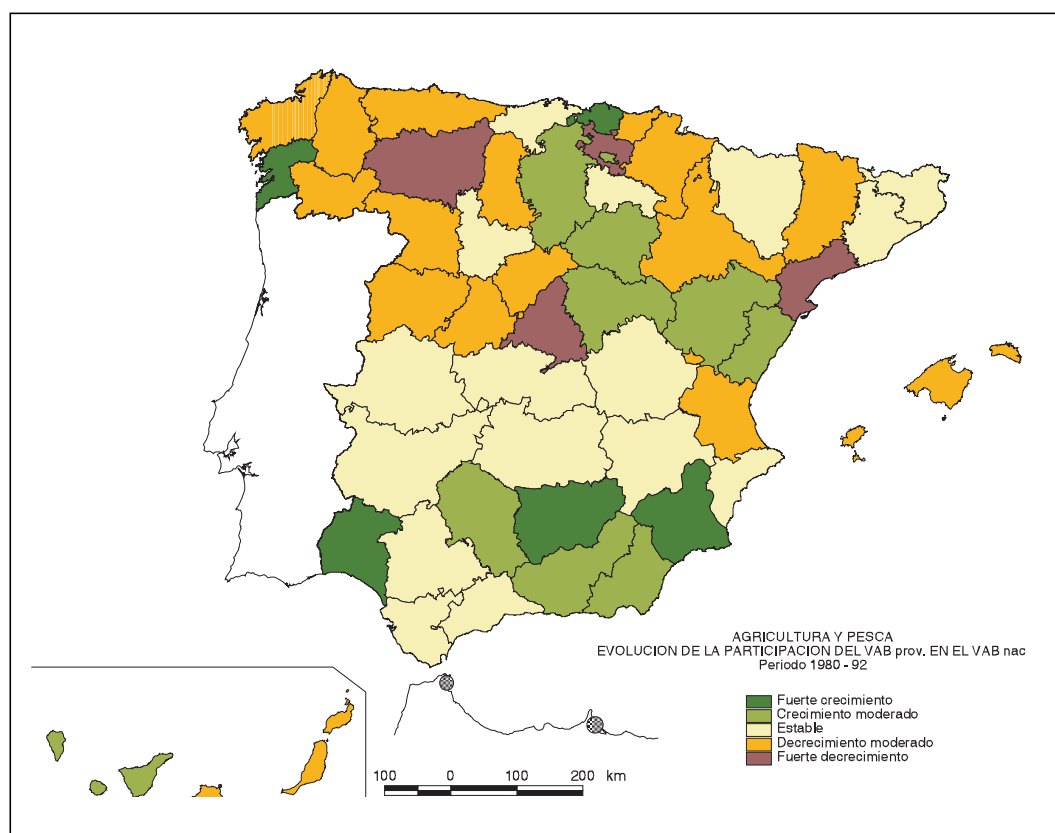 AGRICULTURA Y PESCA
EVOLUCION DE LA PARTICIPACION DEL VAB prov. EN EL VAB nac
Periodo 1980 - 92
Fuerte crecimiento
Crecimiento moderado
Estable
Decrecimiento moderado
Fuerte decrecimiento
100 0 100 200 km